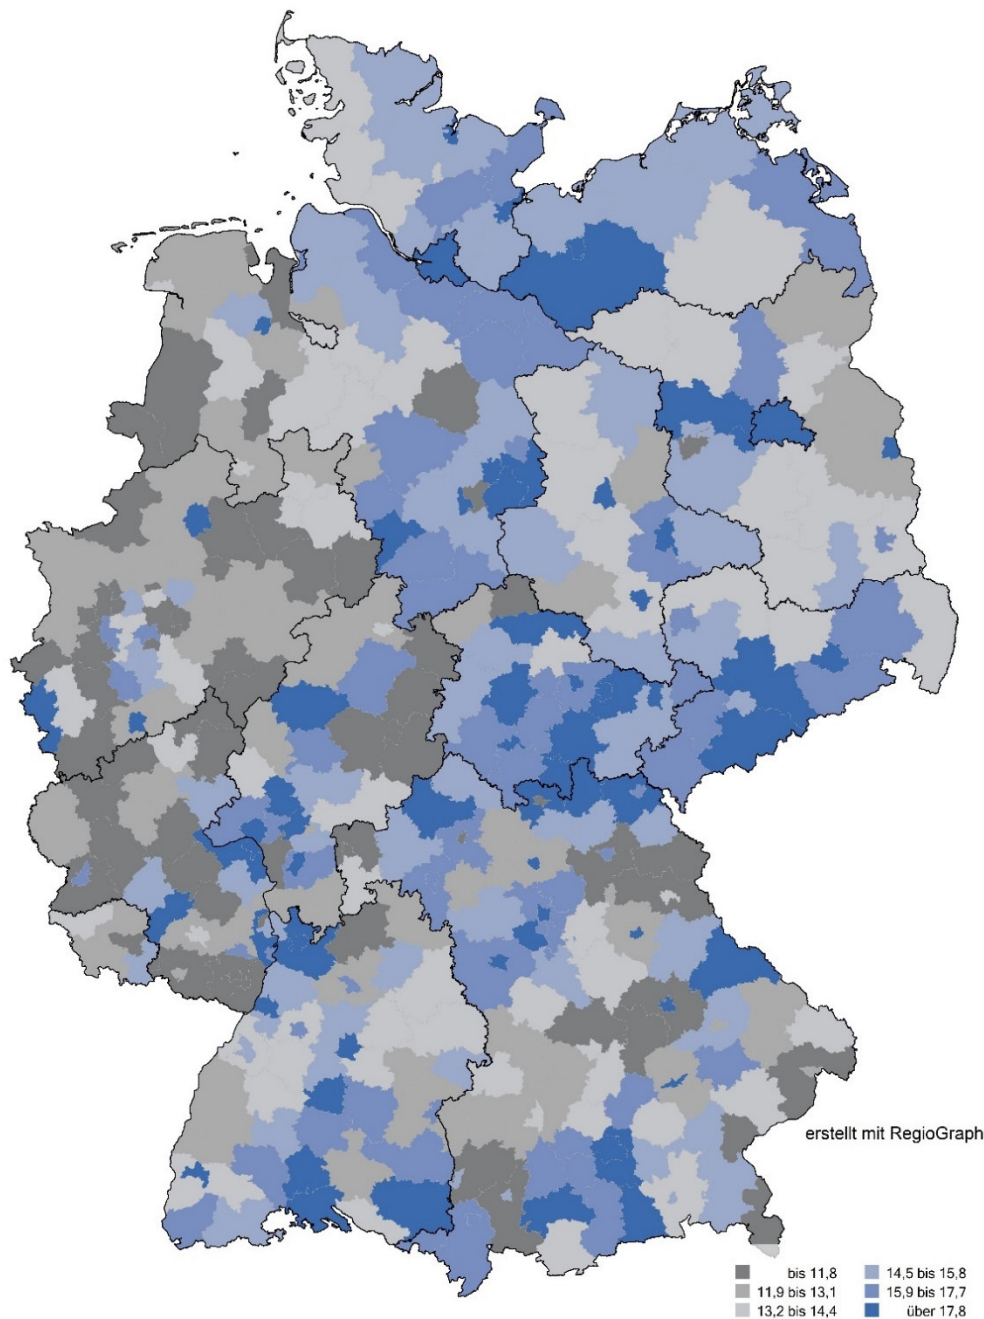 erstellt mit RegioGraph
bis 11,8
11,9 bis 13,1
13,2 bis 14,4
14,5 bis 15,8
15,9 bis 17,7
über 17,8